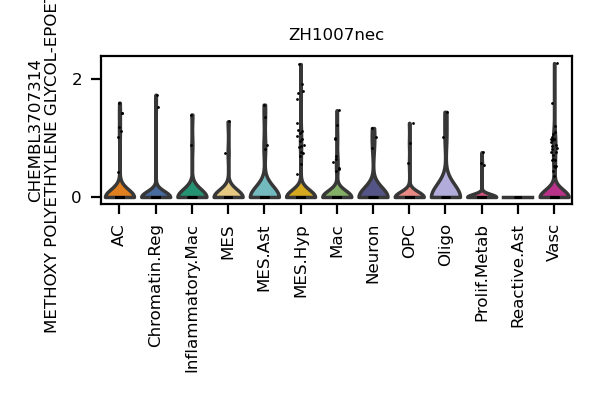 ZH1007nec
CHEMBL3707314
METHOXY POLYETHYLENE GLYCOL-EPOET
2
0
AC
Chromatin.Reg
Inflammatory.Mac
MES
MES.Ast
MES.Hyp
Mac
Neuron
OPC
Oligo
Prolif.Metab
Reactive.Ast
Vasc